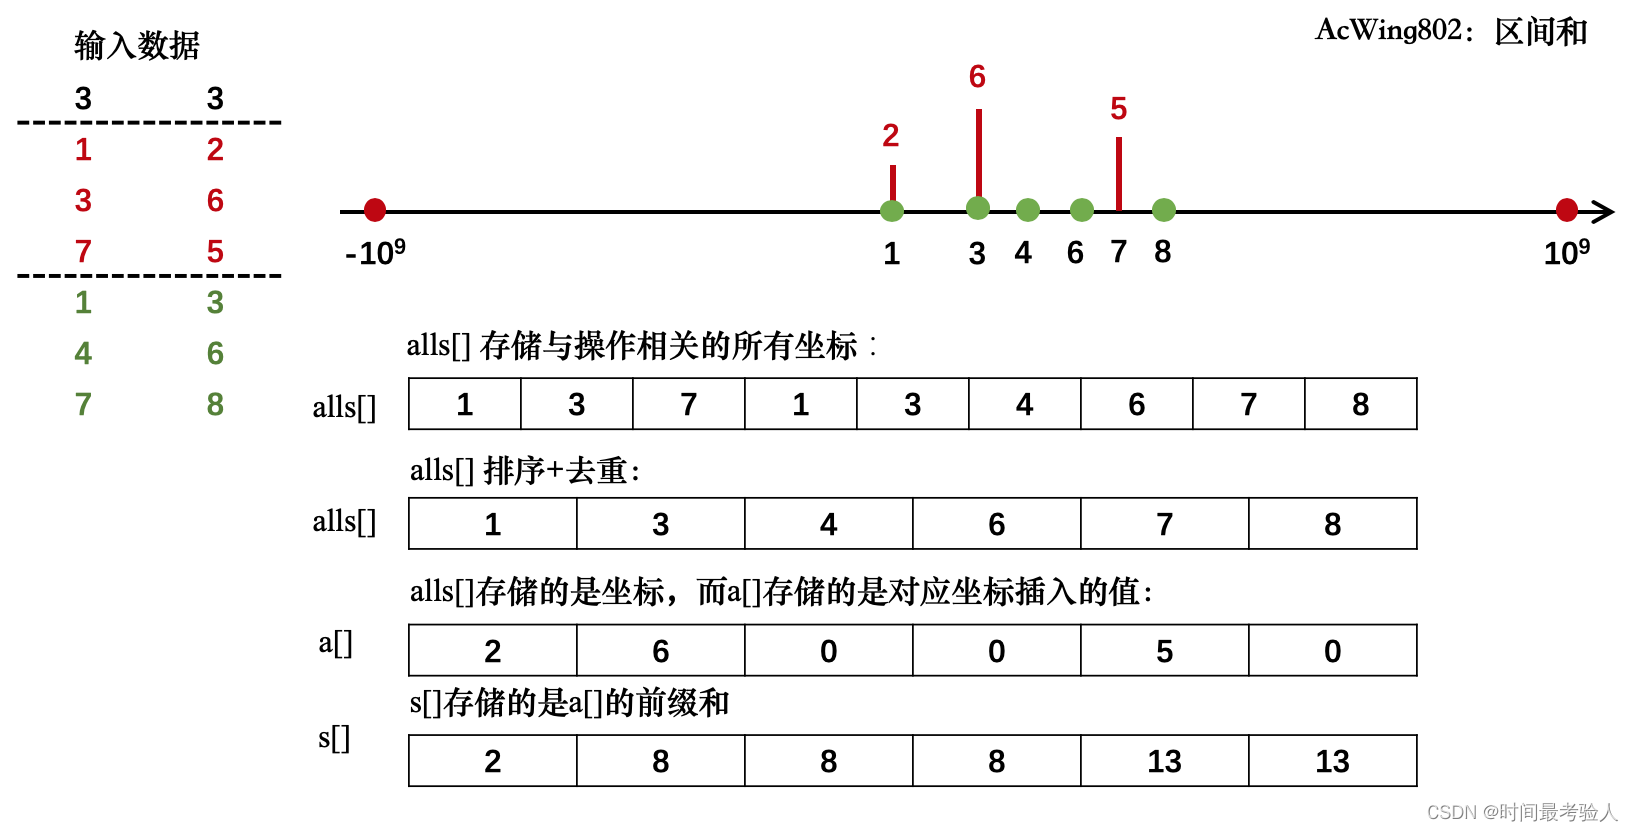 AcWing802：区间和
输入数据
3 3
1 2
3 6
7 5
1 3
4 6
7 8
2 6 5
-10⁹ 1 3 4 6 7 8 10⁹
alls[] 存储与操作相关的所有坐标：
alls[] 1 3 7 1 3 4 6 7 8
alls[] 排序+去重：
alls[] 1 3 4 6 7 8
alls[]存储的是坐标，而a[]存储的是对应坐标插入的值：
a[] 2 6 0 0 5 0
s[]存储的是a[]的前缀和
s[] 2 8 8 8 13 13
CSDN @时间最考验人